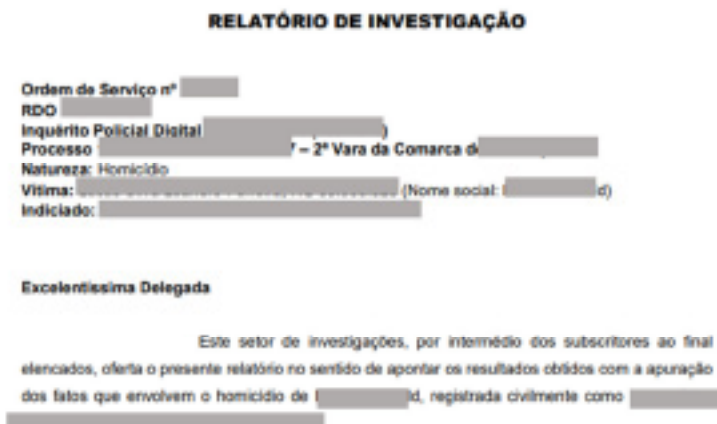 RELATÓRIO DE INVESTIGAÇÃO
Ordem de Serviço nº
RDO
Inquérito Policial Digital )
Processo – 2ª Vara da Comarca d
Natureza: Homicídio
Vítima: (Nome social: d)
Indiciado:
Excelentíssima Delegada
Este setor de investigações, por intermédio dos subscritores ao final
elencados, oferta o presente relatório no sentido de apontar os resultados obtidos com a apuração
dos fatos que envolvem o homicídio de ld, registrada civilmente como